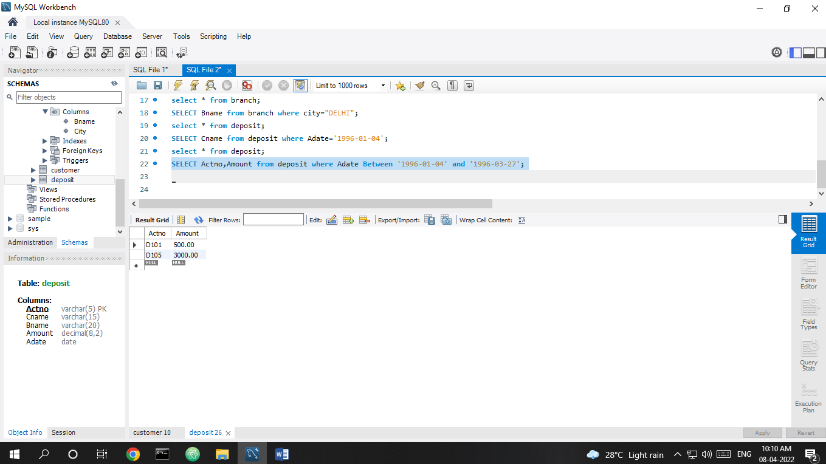 MySQL Workbench
Local instance MySQL80 ×
File Edit View Query Database Server Tools Scripting Help
Navigator SQL File 1* SQL File 2* ×
SCHEMAS
Filter objects
Limit to 1000 rows
Columns
Bname
City
Indexes
Foreign Keys
Triggers
customer
deposit
Views
Stored Procedures
Functions
sample
sys
17 select * from branch;
18 SELECT Bname from branch where city="DELHI";
19 select * from deposit;
20 SELECT Cname from deposit where Adate='1996-01-04';
21 select * from deposit;
22 SELECT Actno,Amount from deposit where Adate Between '1996-01-04' and '1996-03-27';
23
24
Administration Schemas
Information
Table: deposit
Columns:
Actno varchar(5) PK
Cname varchar(15)
Bname varchar(20)
Amount decimal(8,2)
Adate date
Object Info Session
Result Grid Filter Rows: Edit: Export/Import: Wrap Cell Content:
Actno Amount
D101 500.00
D105 3000.00
NULL NULL
Result Grid
Form Editor
Field Types
Query Stats
Execution Plan
customer 10 deposit 26 × Apply Revert
28°C Light rain ENG 10:10 AM
08-04-2022
2